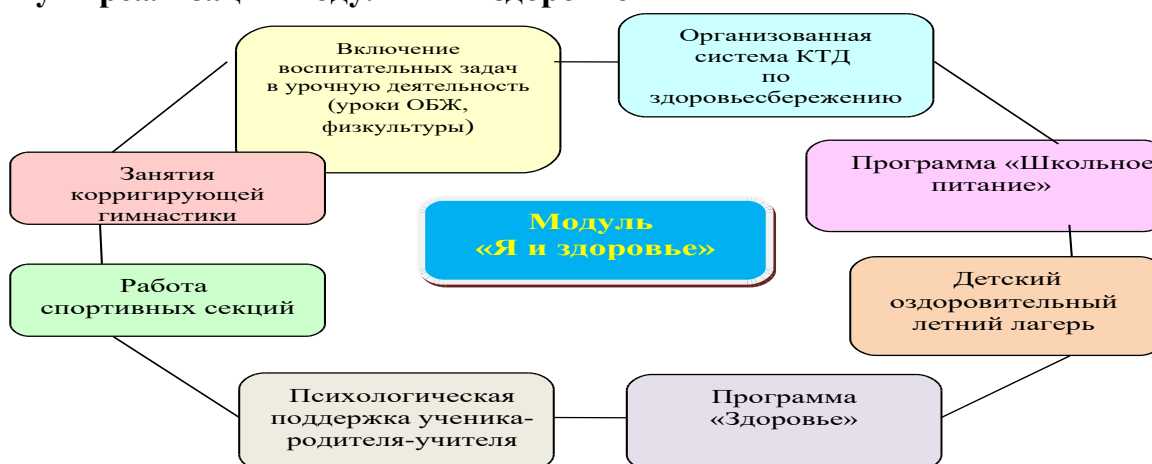 Включение
воспитательных задач
в урочную деятельность
(уроки ОБЖ,
физкультуры)
Организованная
система КТД
по
здоровьесбережению
Занятия
корригирующей
гимнастики
Программа «Школьное
питание»
Модуль
«Я и здоровье»
Работа
спортивных секций
Детский
оздоровительный
летний лагерь
Психологическая
поддержка ученика-
родителя-учителя
Программа
«Здоровье»